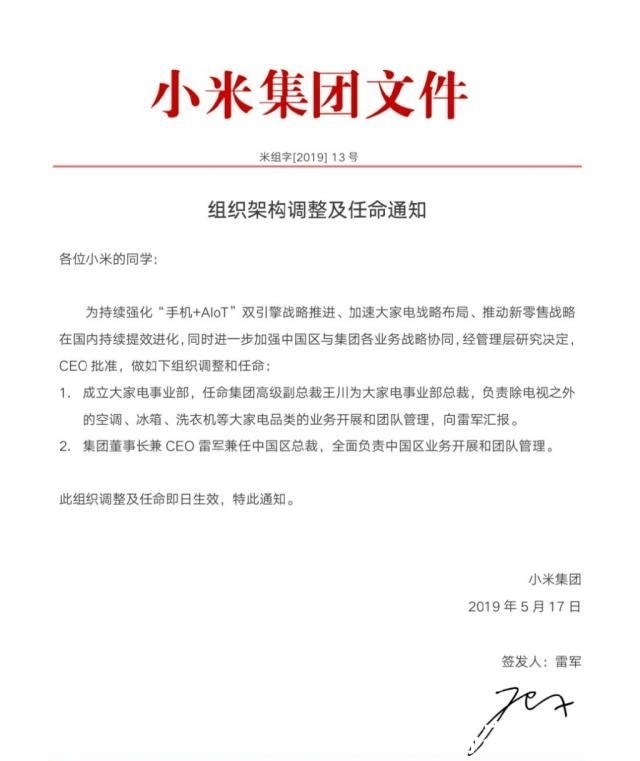 小米集团文件
米组字[2019] 13 号
组织架构调整及任命通知
各位小米的同学：
为持续强化“手机+AIoT”双引擎战略推进、加速大家电战略布局、推动新零售战略
在国内持续提效进化，同时进一步加强中国区与集团各业务战略协同，经管理层研究决定，
CEO 批准，做如下组织调整和任命：
1. 成立大家电事业部，任命集团高级副总裁王川为大家电事业部总裁，负责除电视之外
的空调、冰箱、洗衣机等大家电品类的业务开展和团队管理，向雷军汇报。
2. 集团董事长兼 CEO 雷军兼任中国区总裁，全面负责中国区业务开展和团队管理。
此组织调整及任命即日生效，特此通知。
小米集团
2019 年 5 月 17 日
签发人：雷军